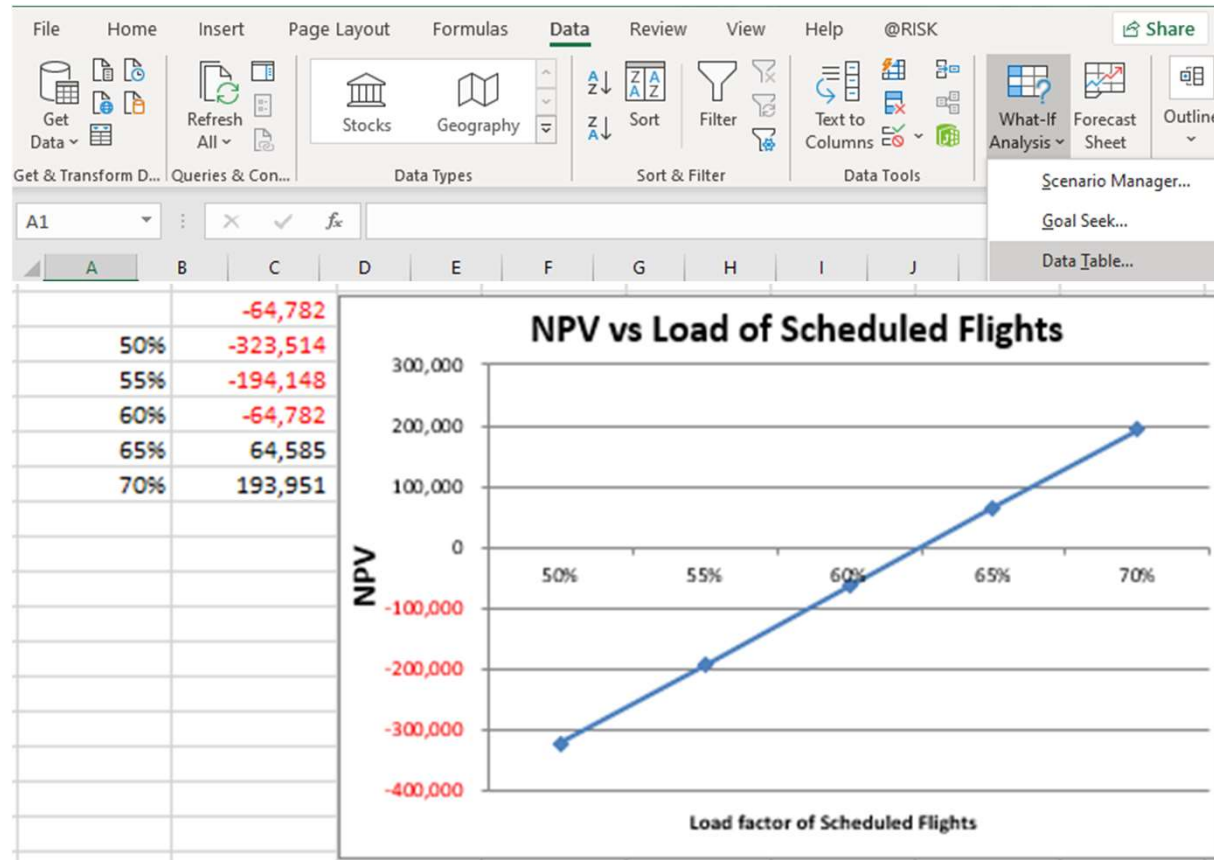 File Home Insert Page Layout Formulas Data Review View Help @RISK Share
Get Data
Refresh All
Stocks
Geography
A Z
Z A
Z A A Z
Sort
Filter
Text to Columns
What-If Analysis
Forecast Sheet
Outline
Get & Transform D... Queries & Con... Data Types Sort & Filter Data Tools
Scenario Manager...
Goal Seek...
Data Table...
A1 fx
A B C D E F G H I J
-64,782
50% -323,514
55% -194,148
60% -64,782
65% 64,585
70% 193,951
NPV vs Load of Scheduled Flights
300,000
200,000
100,000
0
-100,000
-200,000
-300,000
-400,000
NPV
50% 55% 60% 65% 70%
Load factor of Scheduled Flights